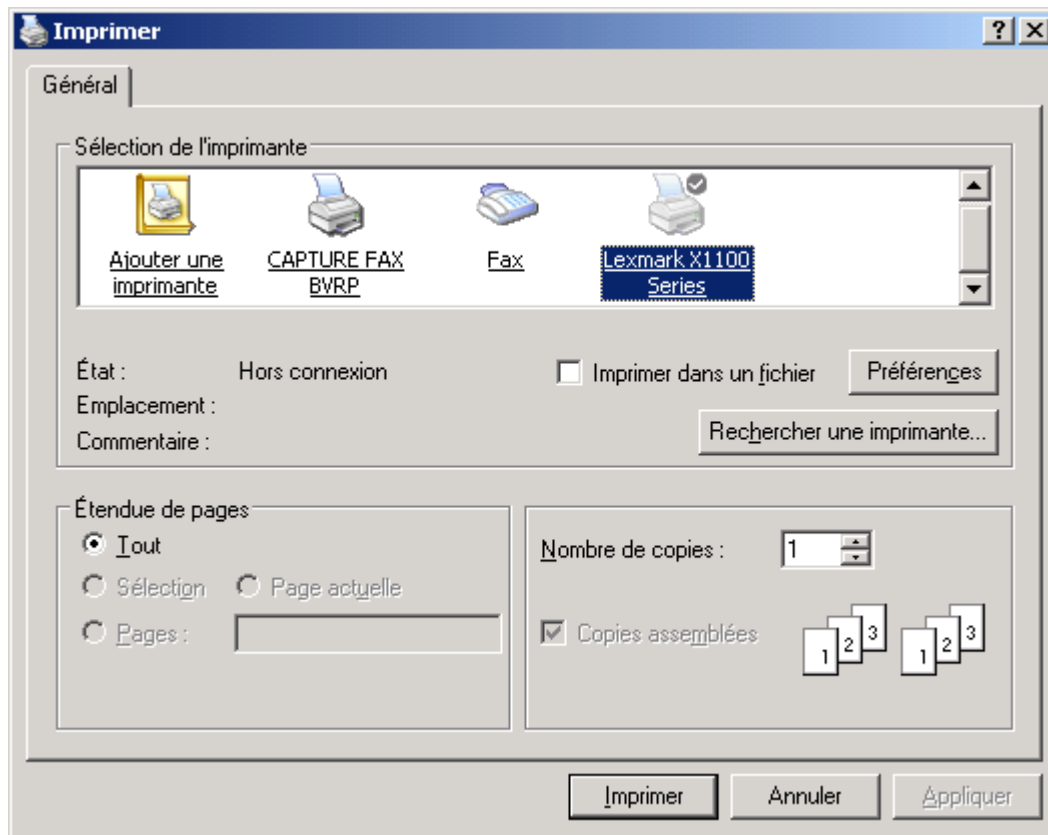 Imprimer
Général
Sélection de l'imprimante
Ajouter une
imprimante
CAPTURE FAX
BVRP
Fax
Lexmark X1100
Series
État :
Hors connexion
Imprimer dans un fichier
Préférences
Emplacement :
Commentaire :
Rechercher une imprimante...
Étendue de pages
Tout
Sélection
Page actuelle
Pages :
Nombre de copies :
1
Copies assemblées
1 2 3
1 2 3
Imprimer
Annuler
Appliquer